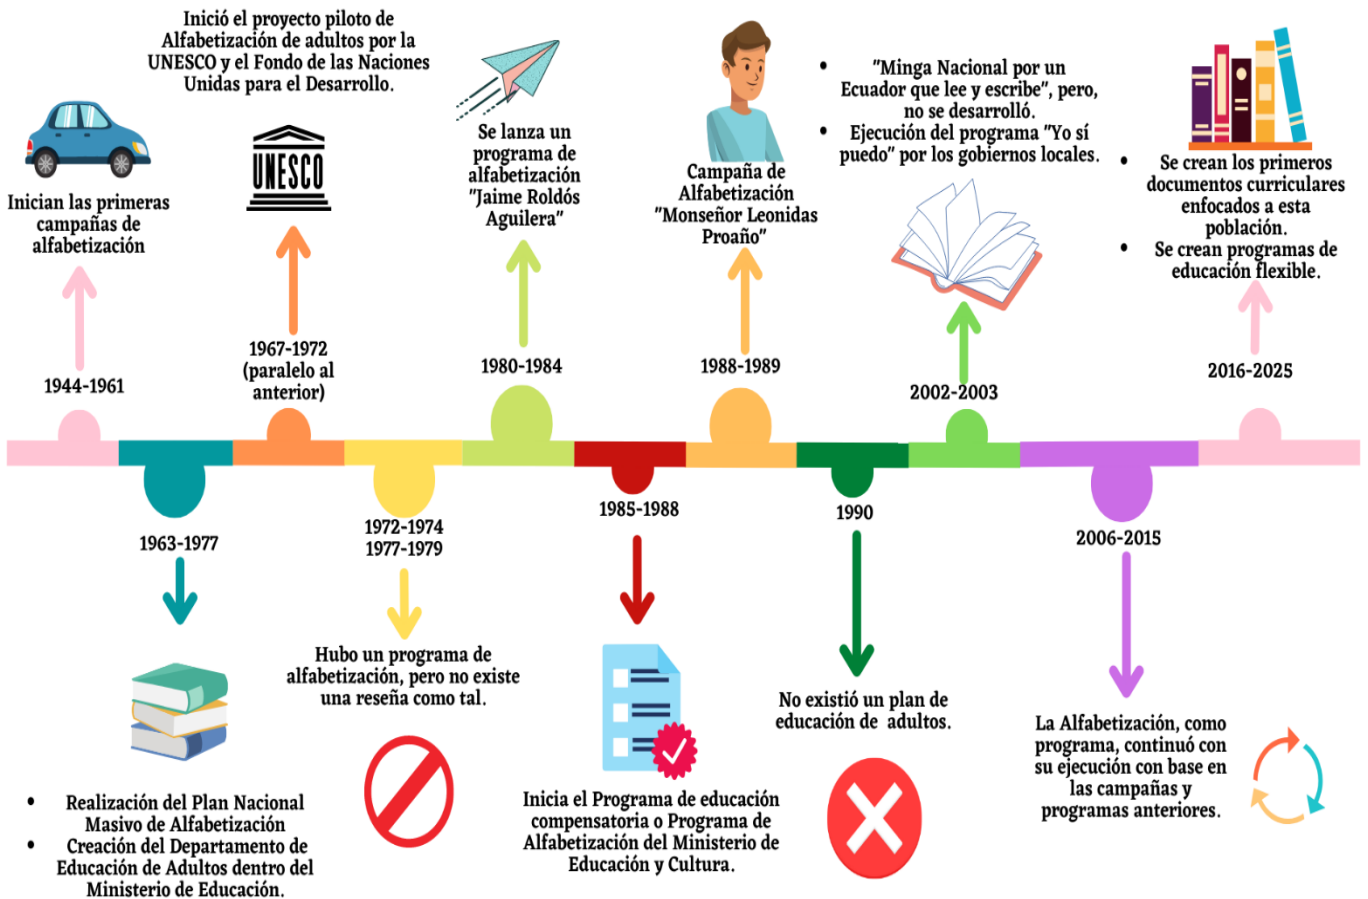 Inician las primeras
campañas de
alfabetización
1944-1961
1963-1977
• Realización del Plan Nacional
Masivo de Alfabetización
• Creación del Departamento de
Educación de Adultos dentro del
Ministerio de Educación.
Inició el proyecto piloto de
Alfabetización de adultos por la
UNESCO y el Fondo de las Naciones
Unidas para el Desarrollo.
UNESCO
1967-1972
(paralelo al
anterior)
1972-1974
1977-1979
Hubo un programa de
alfabetización, pero no existe
una reseña como tal.
Se lanza un
programa de
alfabetización
"Jaime Roldós
Aguilera"
1980-1984
1985-1988
Inicia el Programa de educación
compensatoria o Programa de
Alfabetización del Ministerio de
Educación y Cultura.
Campaña de
Alfabetización
"Monseñor Leonidas
Proaño"
1988-1989
1990
No existió un plan de
educación de adultos.
• "Minga Nacional por un
Ecuador que lee y escribe", pero,
no se desarrolló.
• Ejecución del programa "Yo sí
puedo" por los gobiernos locales.
2002-2003
2006-2015
La Alfabetización, como
programa, continuó con
su ejecución con base en
las campañas y
programas anteriores.
• Se crean los primeros
documentos curriculares
enfocados a esta
población.
• Se crean programas de
educación flexible.
2016-2025